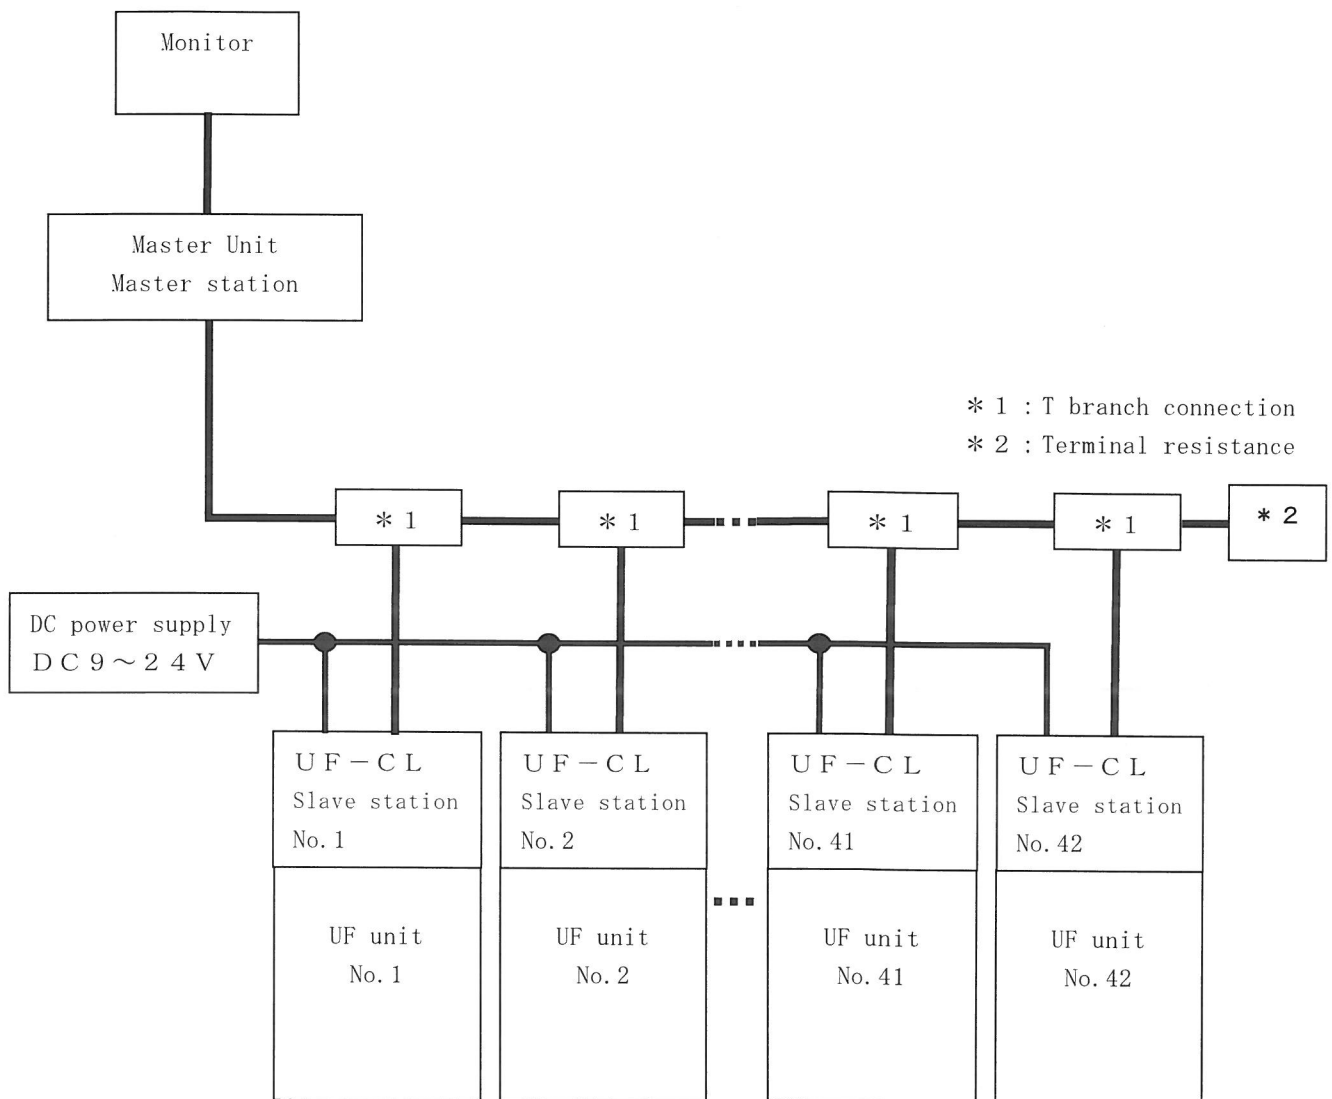 Monitor
Master Unit
Master station
＊１：T branch connection
＊２：Terminal resistance
＊１
＊１
＊１
＊１
＊２
DC power supply
ＤＣ９～２４Ｖ
ＵＦ－ＣＬ
Slave station
No.1
ＵＦ－ＣＬ
Slave station
No.2
ＵＦ－ＣＬ
Slave station
No.41
ＵＦ－ＣＬ
Slave station
No.42
UF unit
No.1
UF unit
No.2
UF unit
No.41
UF unit
No.42